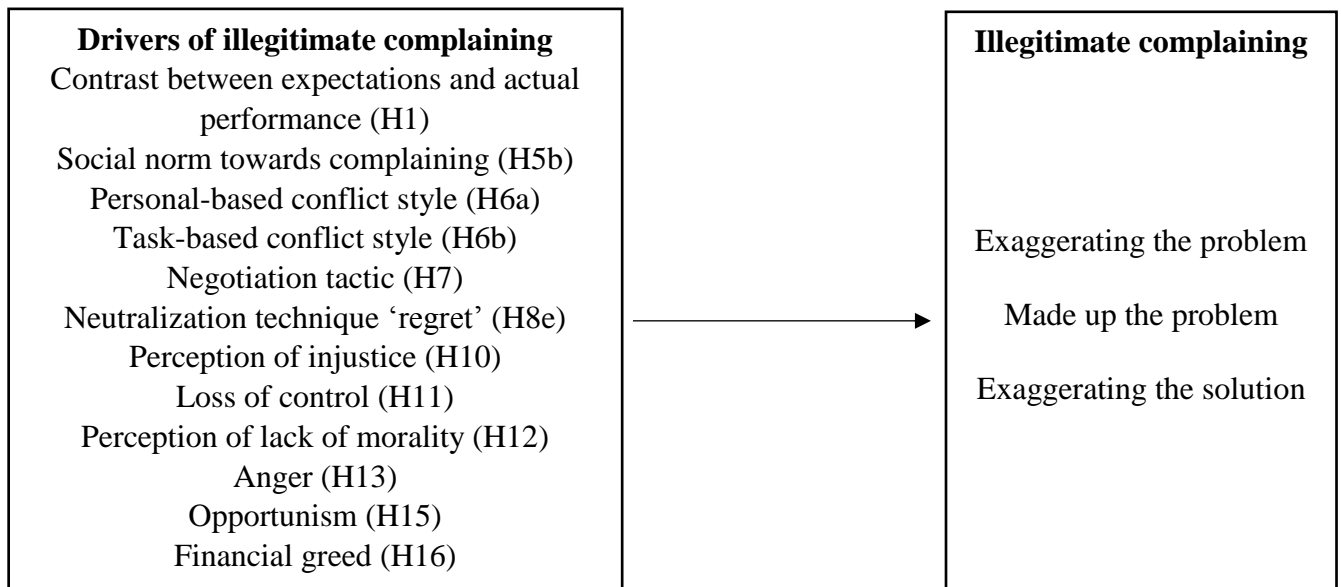 Drivers of illegitimate complaining
Contrast between expectations and actual
performance (H1)
Social norm towards complaining (H5b)
Personal-based conflict style (H6a)
Task-based conflict style (H6b)
Negotiation tactic (H7)
Neutralization technique ‘regret’ (H8e)
Perception of injustice (H10)
Loss of control (H11)
Perception of lack of morality (H12)
Anger (H13)
Opportunism (H15)
Financial greed (H16)
Illegitimate complaining
Exaggerating the problem
Made up the problem
Exaggerating the solution